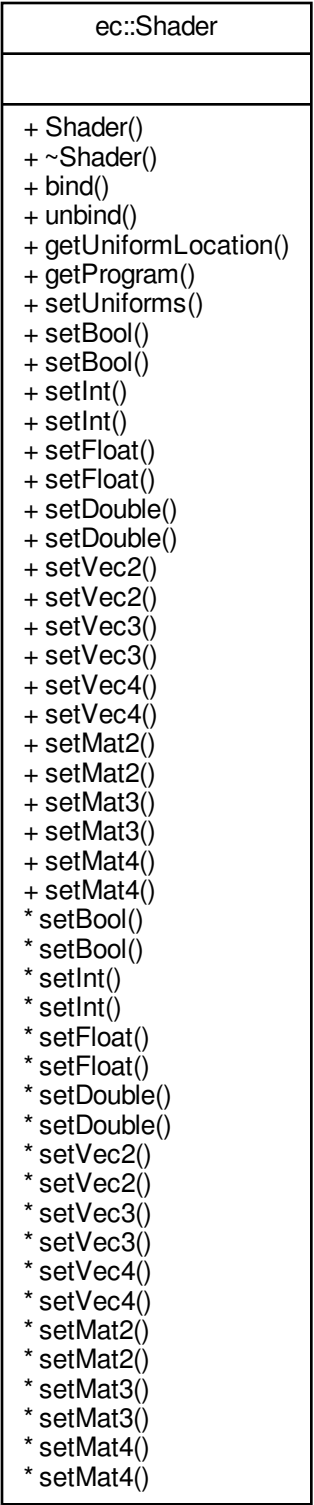 ec::Shader
+ Shader()
+ ~Shader()
+ bind()
+ unbind()
+ getUniformLocation()
+ getProgram()
+ setUniforms()
+ setBool()
+ setBool()
+ setInt()
+ setInt()
+ setFloat()
+ setFloat()
+ setDouble()
+ setDouble()
+ setVec2()
+ setVec2()
+ setVec3()
+ setVec3()
+ setVec4()
+ setVec4()
+ setMat2()
+ setMat2()
+ setMat3()
+ setMat3()
+ setMat4()
+ setMat4()
* setBool()
* setBool()
* setInt()
* setInt()
* setFloat()
* setFloat()
* setDouble()
* setDouble()
* setVec2()
* setVec2()
* setVec3()
* setVec3()
* setVec4()
* setVec4()
* setMat2()
* setMat2()
* setMat3()
* setMat3()
* setMat4()
* setMat4()